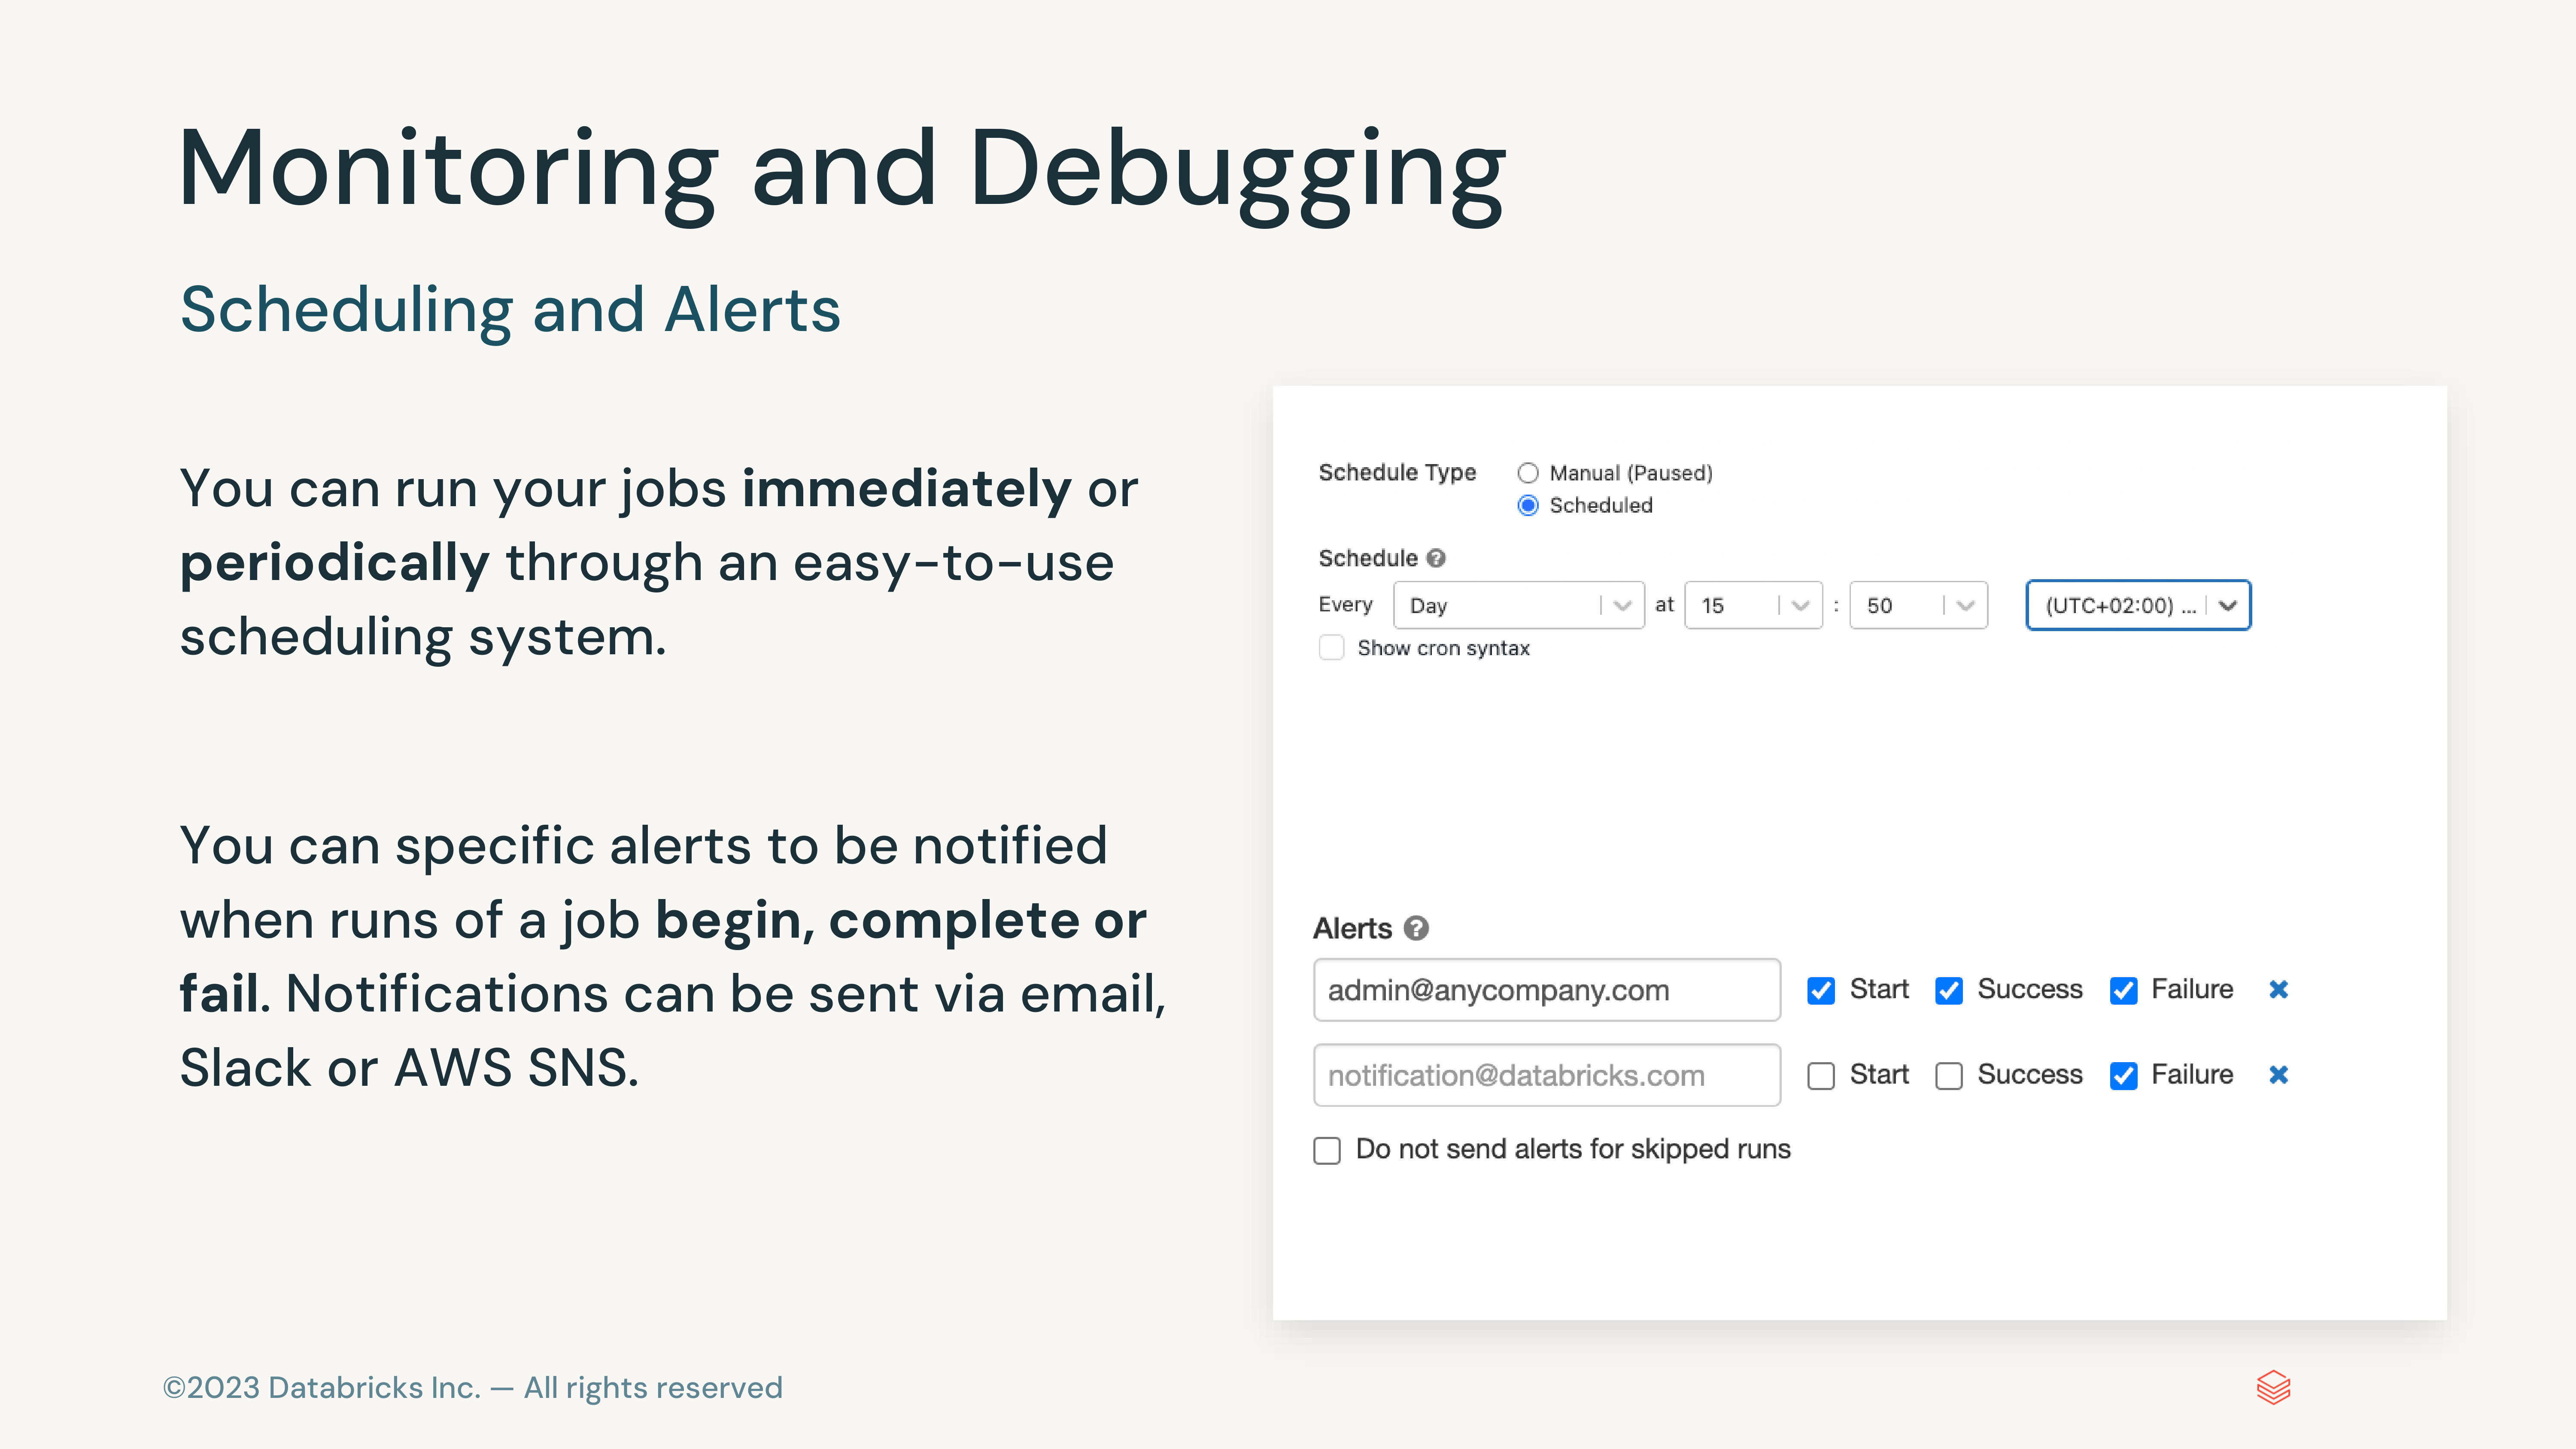 Monitoring and Debugging
Scheduling and Alerts
You can run your jobs immediately or
periodically through an easy-to-use
scheduling system.
You can specific alerts to be notified
when runs of a job begin, complete or
fail. Notifications can be sent via email,
Slack or AWS SNS.
Schedule Type Manual (Paused)
Scheduled
Schedule ?
Every Day at 15 : 50 (UTC+02:00) ...
Show cron syntax
Alerts ?
admin@anycompany.com Start Success Failure
notification@databricks.com Start Success Failure
Do not send alerts for skipped runs
©2023 Databricks Inc. — All rights reserved